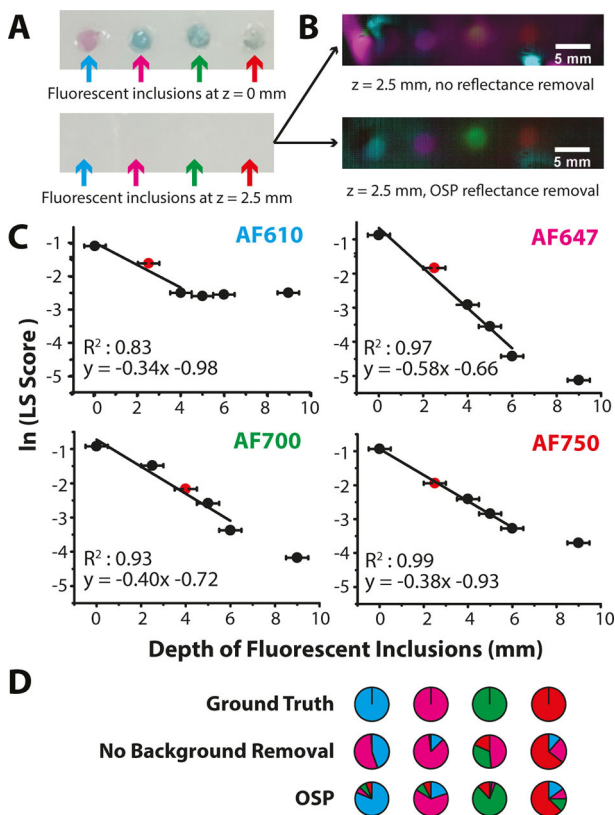 A
B
Fluorescent inclusions at z = 0 mm
5 mm
z = 2.5 mm, no reflectance removal
5 mm
Fluorescent inclusions at z = 2.5 mm
z = 2.5 mm, OSP reflectance removal
C
ln (LS Score )
AF610
-1
-2
-3
-4
-5
R² : 0.83
y = -0.34x -0.98
0 2 4 6 8 10
AF647
-1
-2
-3
-4
-5
R² : 0.97
y = -0.58x -0.66
0 2 4 6 8 10
AF700
-1
-2
-3
-4
-5
R² : 0.93
y = -0.40x -0.72
0 2 4 6 8 10
AF750
-1
-2
-3
-4
-5
R² : 0.99
y = -0.38x -0.93
0 2 4 6 8 10
Depth of Fluorescent Inclusions (mm)
D
Ground Truth
No Background Removal
OSP